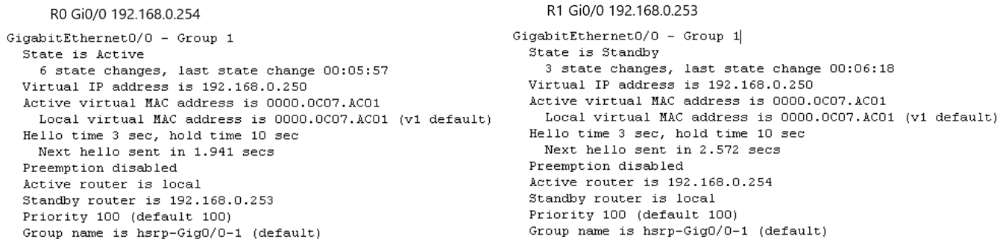 R0 Gi0/0 192.168.0.254
GigabitEthernet0/0 - Group 1
State is Active
6 state changes, last state change 00:05:57
Virtual IP address is 192.168.0.250
Active virtual MAC address is 0000.0C07.AC01
Local virtual MAC address is 0000.0C07.AC01 (v1 default)
Hello time 3 sec, hold time 10 sec
Next hello sent in 1.941 secs
Preemption disabled
Active router is local
Standby router is 192.168.0.253
Priority 100 (default 100)
Group name is hsrp-Gig0/0-1 (default)
R1 Gi0/0 192.168.0.253
GigabitEthernet0/0 - Group 1
State is Standby
3 state changes, last state change 00:06:18
Virtual IP address is 192.168.0.250
Active virtual MAC address is 0000.0C07.AC01
Local virtual MAC address is 0000.0C07.AC01 (v1 default)
Hello time 3 sec, hold time 10 sec
Next hello sent in 2.572 secs
Preemption disabled
Active router is 192.168.0.254
Standby router is local
Priority 100 (default 100)
Group name is hsrp-Gig0/0-1 (default)